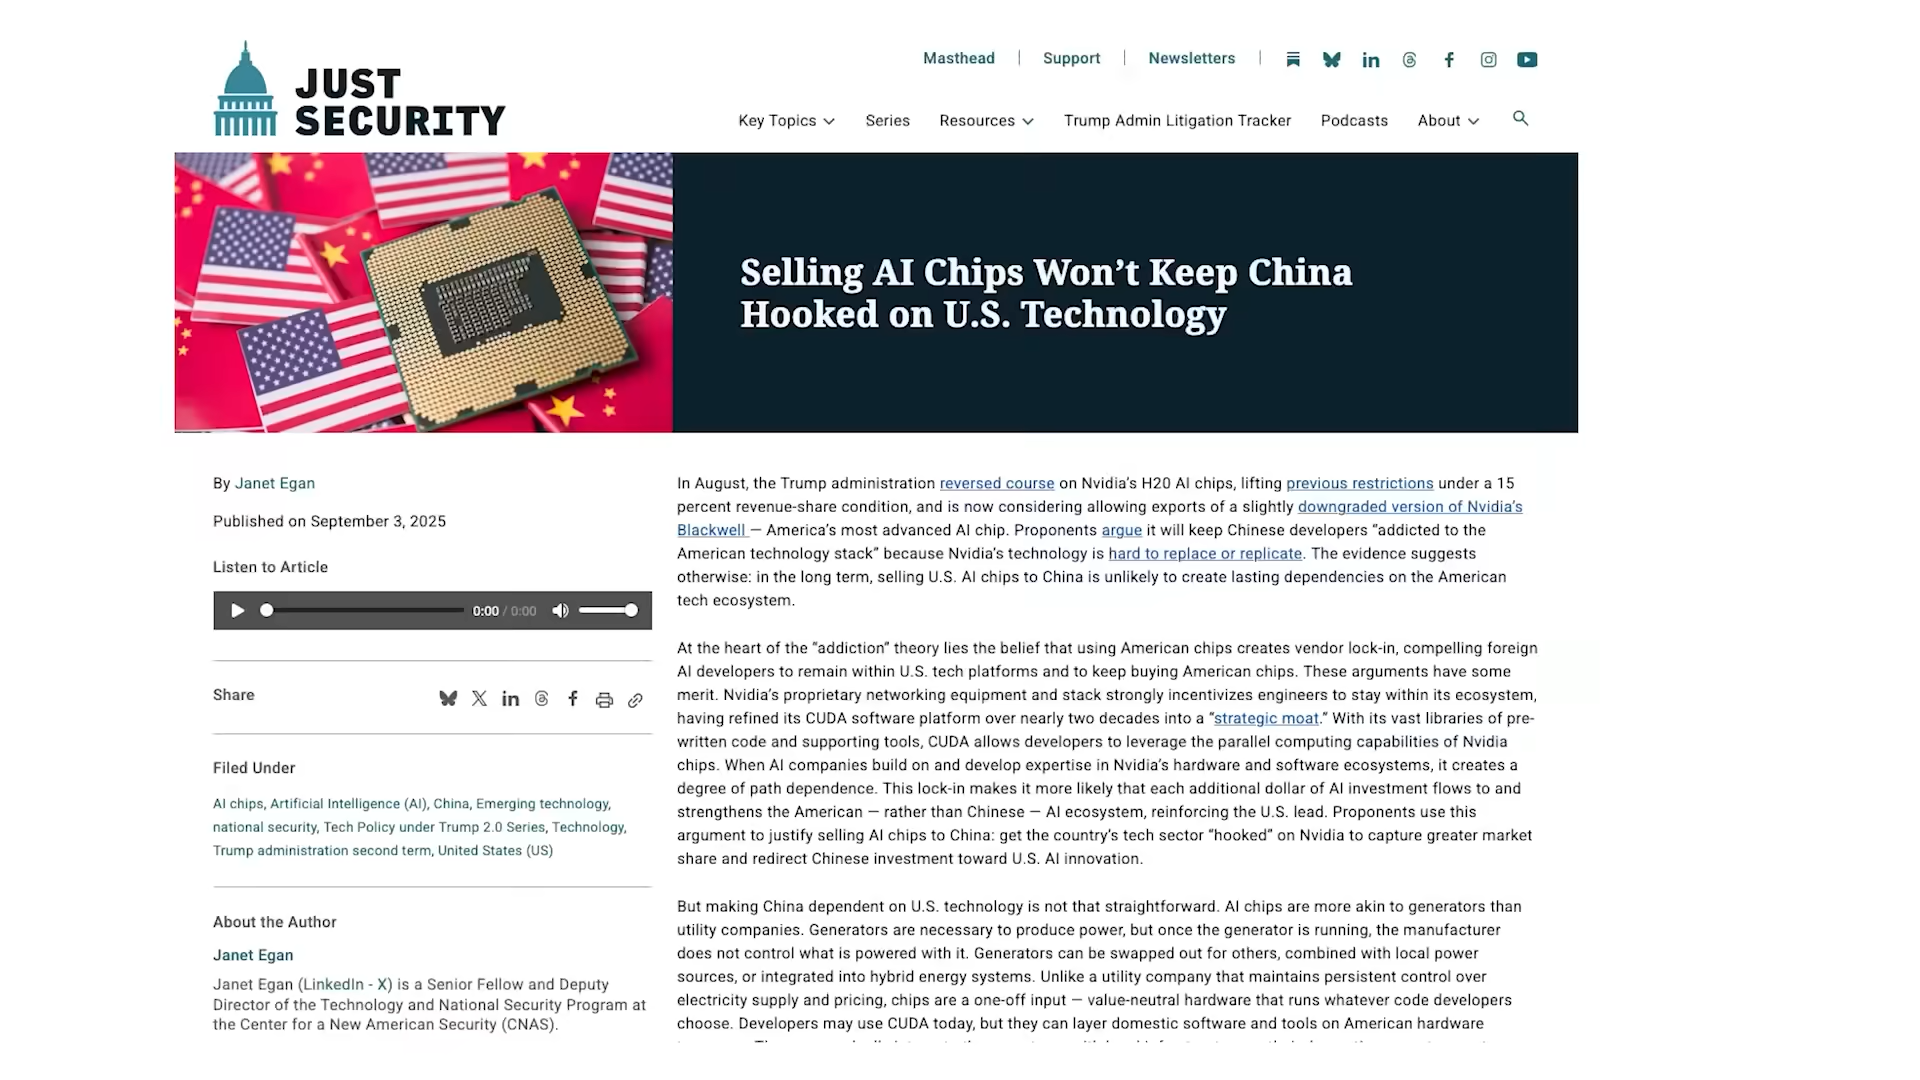 JUST
SECURITY
Masthead
Support
Newsletters
Key Topics
Series
Resources
Trump Admin Litigation Tracker
Podcasts
About
Selling AI Chips Won’t Keep China
Hooked on U.S. Technology
By Janet Egan
Published on September 3, 2025
Listen to Article
0:00 / 0:00
Share
Filed Under
AI chips, Artificial Intelligence (AI), China, Emerging technology,
national security, Tech Policy under Trump 2.0 Series, Technology,
Trump administration second term, United States (US)
About the Author
Janet Egan
Janet Egan (LinkedIn - X) is a Senior Fellow and Deputy
Director of the Technology and National Security Program at
the Center for a New American Security (CNAS).
In August, the Trump administration reversed course on Nvidia’s H20 AI chips, lifting previous restrictions under a 15
percent revenue-share condition, and is now considering allowing exports of a slightly downgraded version of Nvidia’s
Blackwell — America’s most advanced AI chip. Proponents argue it will keep Chinese developers “addicted to the
American technology stack” because Nvidia’s technology is hard to replace or replicate. The evidence suggests
otherwise: in the long term, selling U.S. AI chips to China is unlikely to create lasting dependencies on the American
tech ecosystem.
At the heart of the “addiction” theory lies the belief that using American chips creates vendor lock-in, compelling foreign
AI developers to remain within U.S. tech platforms and to keep buying American chips. These arguments have some
merit. Nvidia’s proprietary networking equipment and stack strongly incentivizes engineers to stay within its ecosystem,
having refined its CUDA software platform over nearly two decades into a “strategic moat.” With its vast libraries of pre-
written code and supporting tools, CUDA allows developers to leverage the parallel computing capabilities of Nvidia
chips. When AI companies build on and develop expertise in Nvidia’s hardware and software ecosystems, it creates a
degree of path dependence. This lock-in makes it more likely that each additional dollar of AI investment flows to and
strengthens the American — rather than Chinese — AI ecosystem, reinforcing the U.S. lead. Proponents use this
argument to justify selling AI chips to China: get the country’s tech sector “hooked” on Nvidia to capture greater market
share and redirect Chinese investment toward U.S. AI innovation.
But making China dependent on U.S. technology is not that straightforward. AI chips are more akin to generators than
utility companies. Generators are necessary to produce power, but once the generator is running, the manufacturer
does not control what is powered with it. Generators can be swapped out for others, combined with local power
sources, or integrated into hybrid energy systems. Unlike a utility company that maintains persistent control over
electricity supply and pricing, chips are a one-off input — value-neutral hardware that runs whatever code developers
choose. Developers may use CUDA today, but they can layer domestic software and tools on American hardware